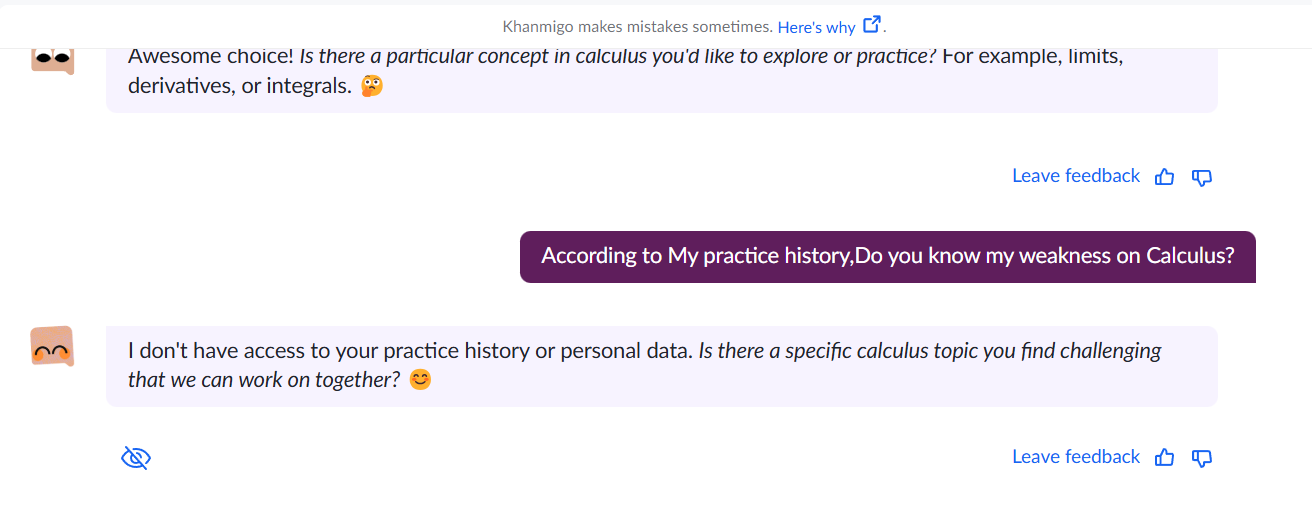 Khanmigo makes mistakes sometimes. Here's why.
Awesome choice! Is there a particular concept in calculus you'd like to explore or practice? For example, limits,
derivatives, or integrals. 🤔
Leave feedback
According to My practice history,Do you know my weakness on Calculus?
I don't have access to your practice history or personal data. Is there a specific calculus topic you find challenging
that we can work on together? 😊
Leave feedback